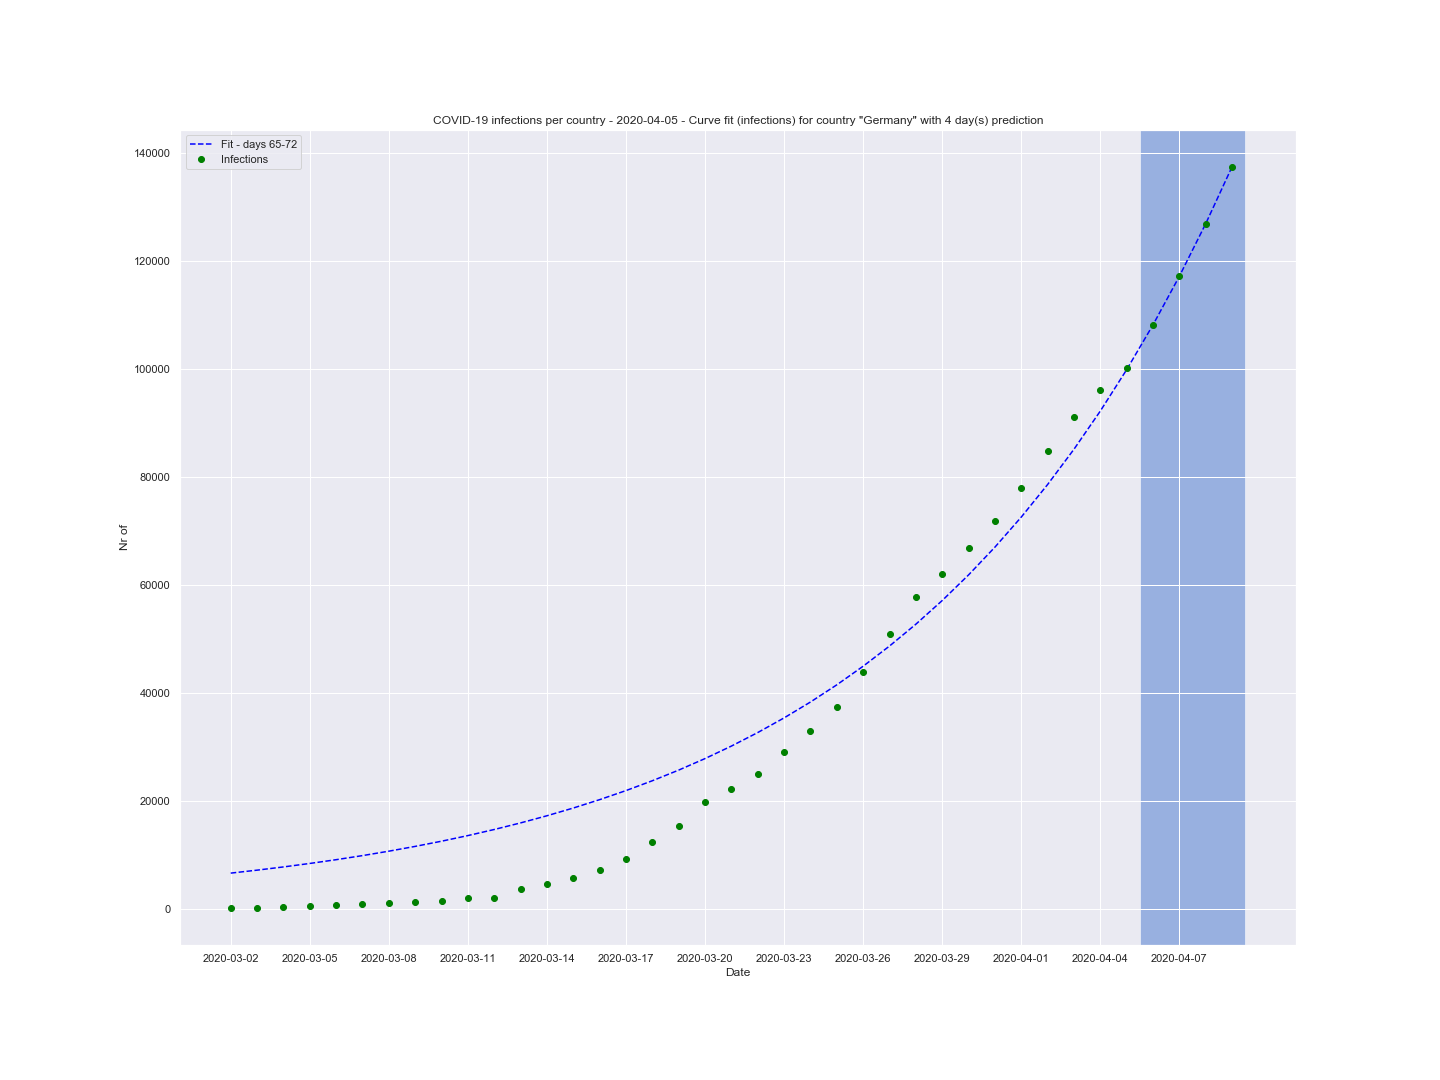 COVID-19 infections per country - 2020-04-05 - Curve fit (infections) for country "Germany" with 4 day(s) prediction
Fit - days 65-72
Infections
140000
120000
100000
80000
60000
40000
20000
0
Nr of
2020-03-02 2020-03-05 2020-03-08 2020-03-11 2020-03-14 2020-03-17 2020-03-20 2020-03-23 2020-03-26 2020-03-29 2020-04-01 2020-04-04 2020-04-07
Date